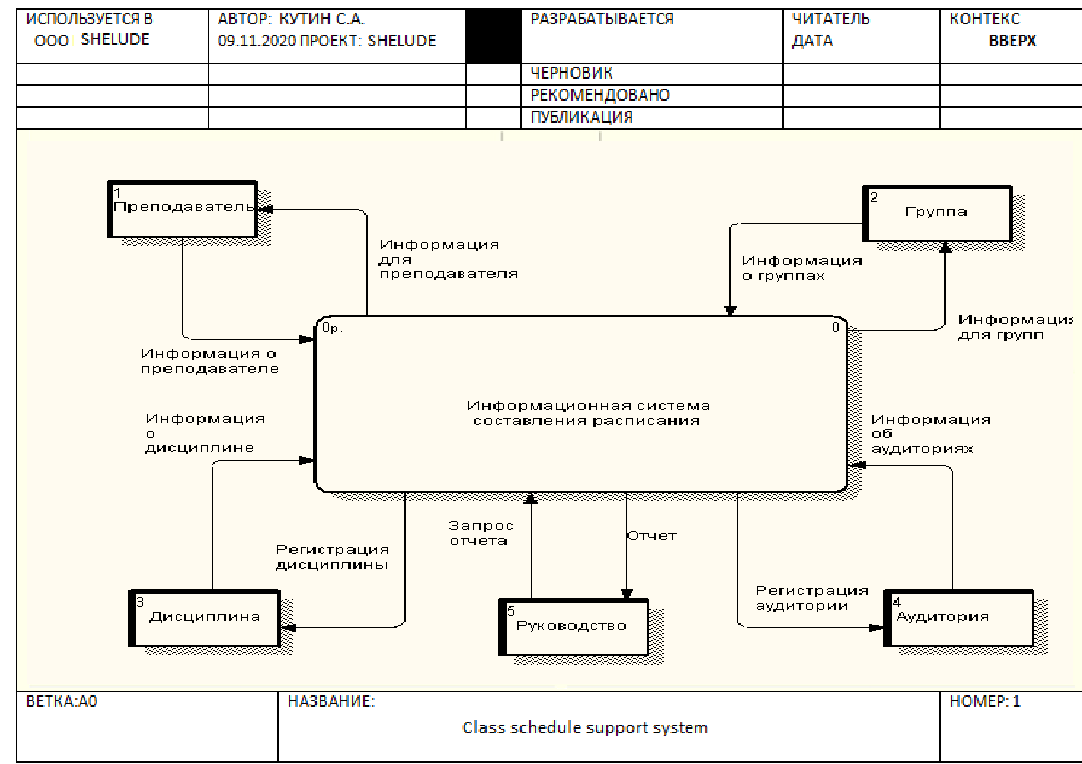 ИСПОЛЬЗУЕТСЯ В
ООО SHELUDE
АВТОР: КУТИН С.А.
09.11.2020 ПРОЕКТ: SHELUDE
РАЗРАБАТЫВАЕТСЯ
ЧИТАТЕЛЬ
ДАТА
КОНТЕКС
ВВЕРХ
ЧЕРНОВИК
РЕКОМЕНДОВАНО
ПУБЛИКАЦИЯ
1
Преподаватель
2
Группа
Информация
для
преподавателя
Информация
о группах
Информация
для групп
0р.
0
Информация о
преподавателе
Информационная система
составления расписания
Информация
о
дисциплине
Информация
об
аудиториях
Регистрация
дисциплины
Запрос
отчета
Отчет
Регистрация
аудитории
3
Дисциплина
5
Руководство
4
Аудитория
ВЕТКА:А0
НАЗВАНИЕ:
Class schedule support system
НОМЕР: 1